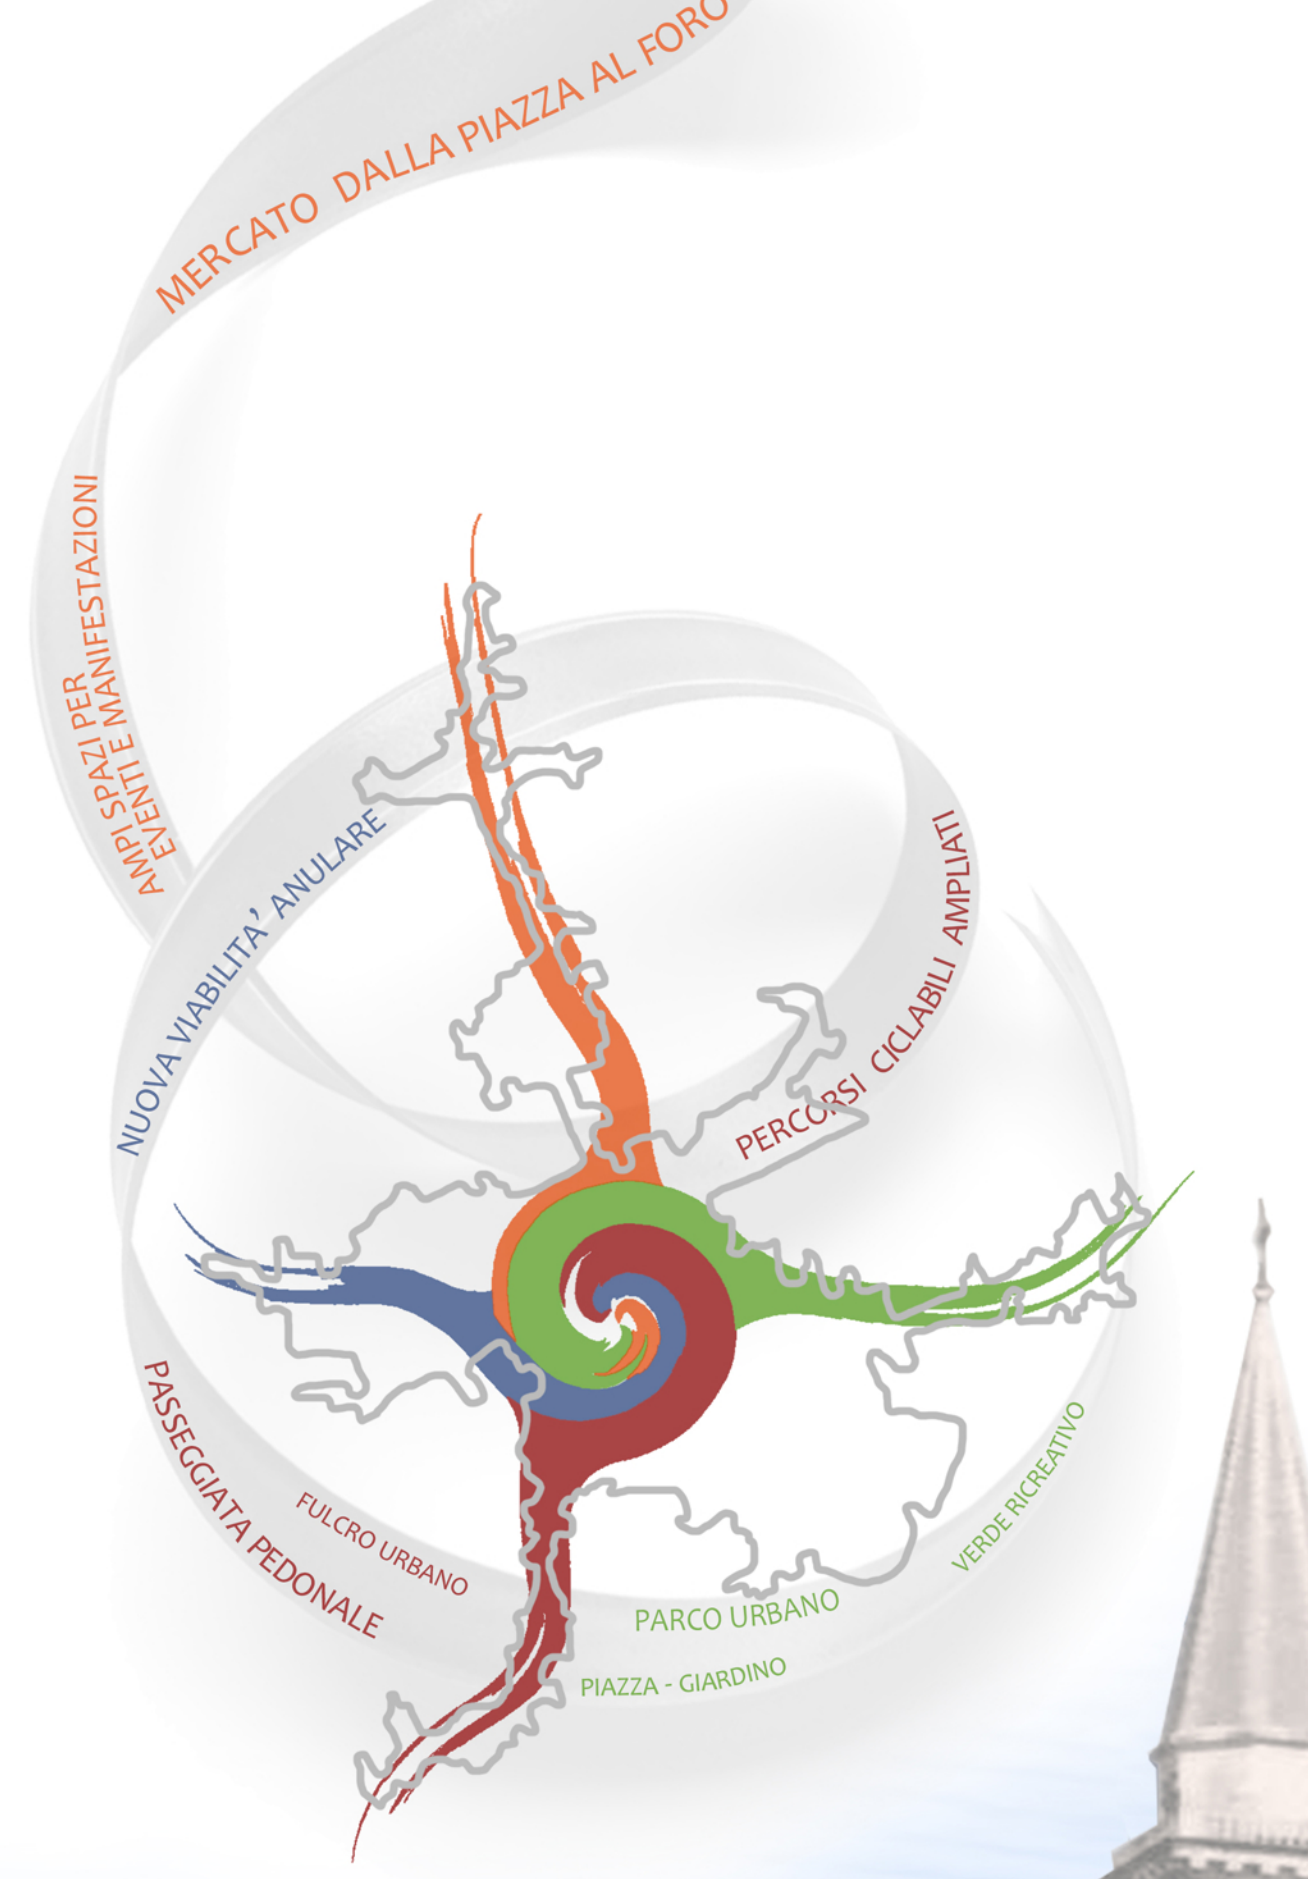 MERCATO DALLA PIAZZA AL FORO
AMPI SPAZI PER
EVENTI E MANIFESTAZIONI
NUOVA VIABILITA’ ANULARE
PERCORSI CICLABILI AMPLIATI
PASSEGGIATA PEDONALE
FULCRO URBANO
VERDE RICREATIVO
PARCO URBANO
PIAZZA - GIARDINO